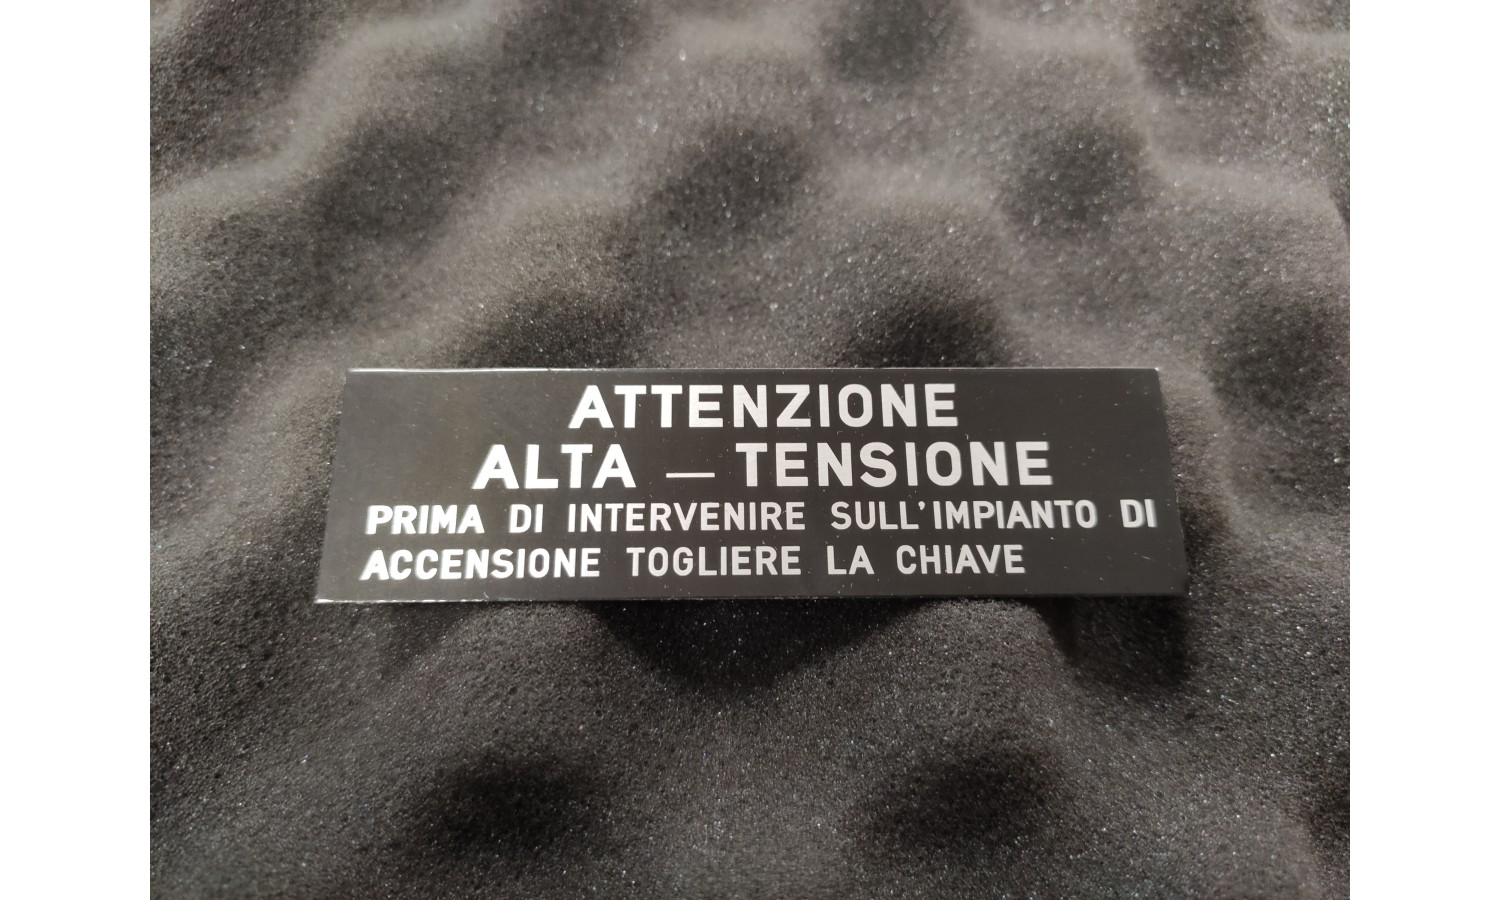 ATTENZIONE
ALTA — TENSIONE
PRIMA DI INTERVENIRE SULL'IMPIANTO DI
ACCENSIONE TOGLIERE LA CHIAVE